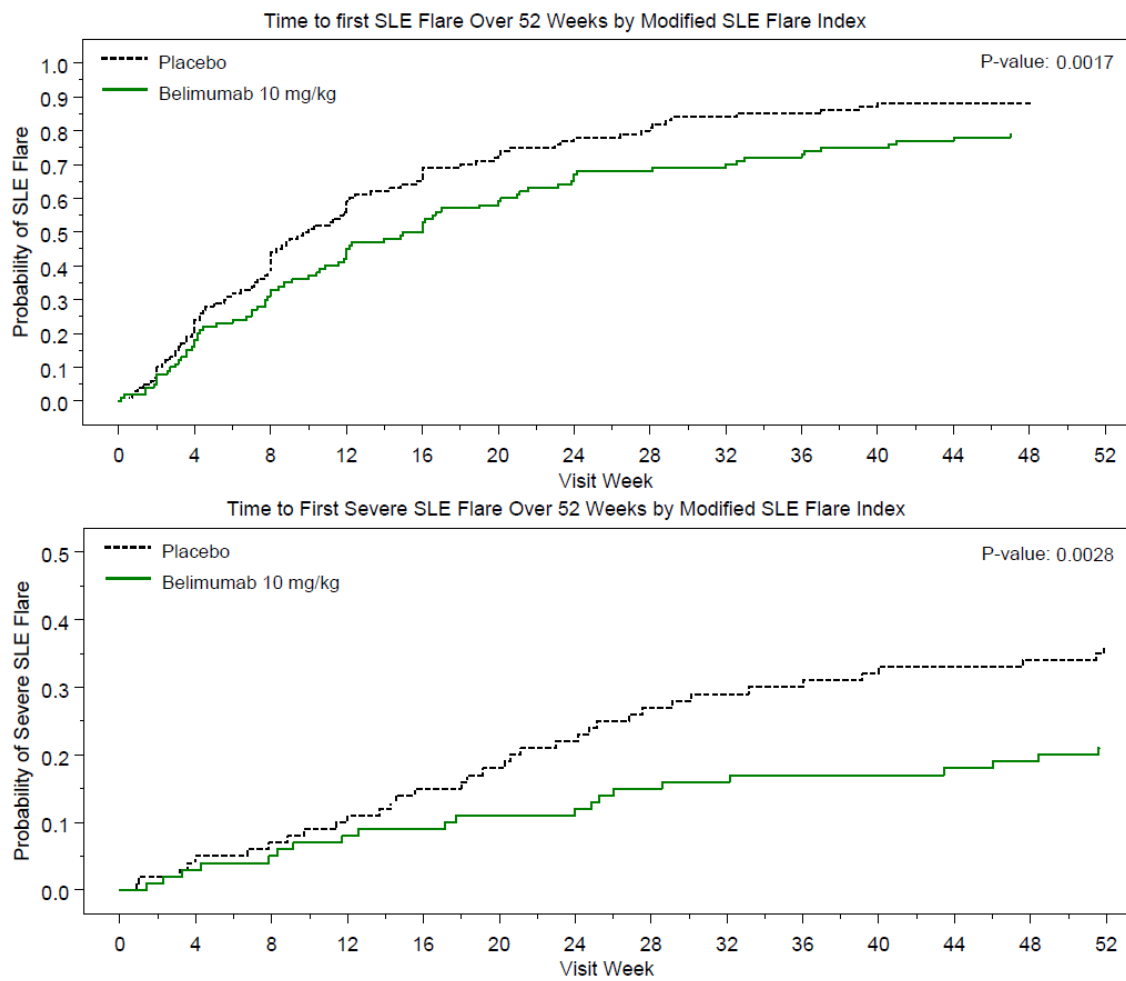 Time to first SLE Flare Over 52 Weeks by Modified SLE Flare Index
Placebo
Belimumab 10 mg/kg
P-value: 0.0017
Probability of SLE Flare
1.0
0.9
0.8
0.7
0.6
0.5
0.4
0.3
0.2
0.1
0.0
0 4 8 12 16 20 24 28 32 36 40 44 48 52
Visit Week
Time to First Severe SLE Flare Over 52 Weeks by Modified SLE Flare Index
Placebo
Belimumab 10 mg/kg
P-value: 0.0028
Probability of Severe SLE Flare
0.5
0.4
0.3
0.2
0.1
0.0
0 4 8 12 16 20 24 28 32 36 40 44 48 52
Visit Week